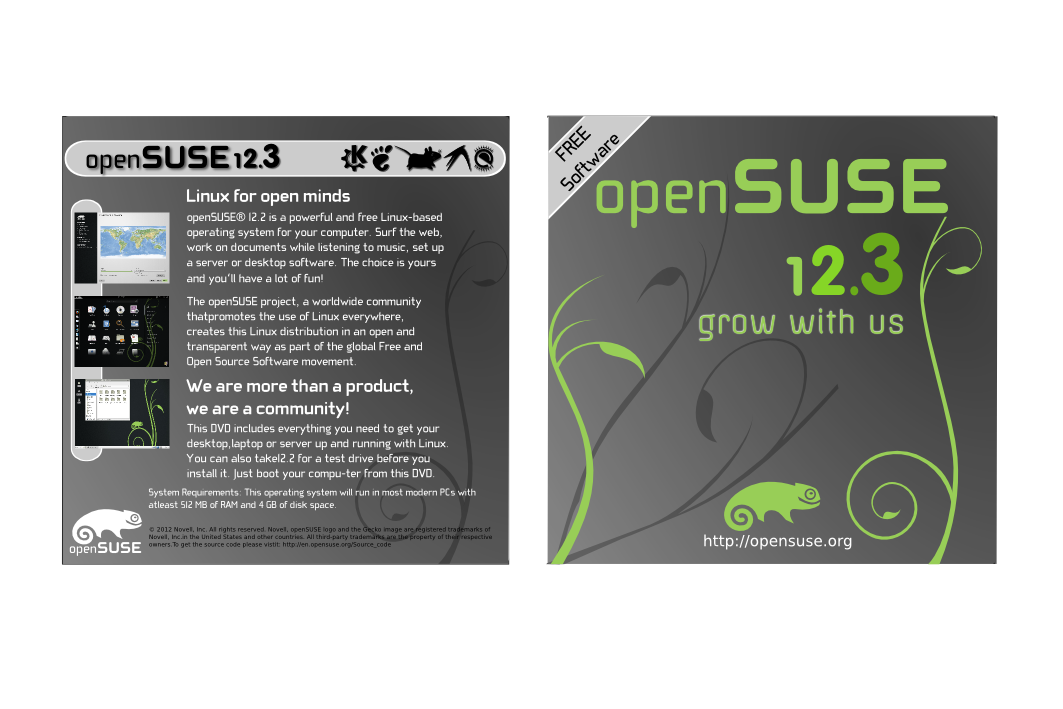 openSUSE 12.3
Linux for open minds
openSUSE® 12.2 is a powerful and free Linux-based
operating system for your computer. Surf the web,
work on documents while listening to music, set up
a server or desktop software. The choice is yours
and you'll have a lot of fun!
The openSUSE project, a worldwide community
thatpromotes the use of Linux everywhere,
creates this Linux distribution in an open and
transparent way as part of the global Free and
Open Source Software movement.
We are more than a product,
we are a community!
This DVD includes everything you need to get your
desktop,laptop or server up and running with Linux.
You can also take12.2 for a test drive before you
install it. Just boot your compu-ter from this DVD.
System Requirements: This operating system will run in most modern PCs with
atleast 512 MB of RAM and 4 GB of disk space.
© 2012 Novell, Inc. All rights reserved. Novell, openSUSE logo and the Gecko image are registered trademarks of
Novell, Inc.in the United States and other countries. All third-party trademarks are the property of their respective
owners.To get the source code please vistit: http://en.opensuse.org/Source_code
openSUSE
FREE
Software
openSUSE
12.3
grow with us
http://opensuse.org